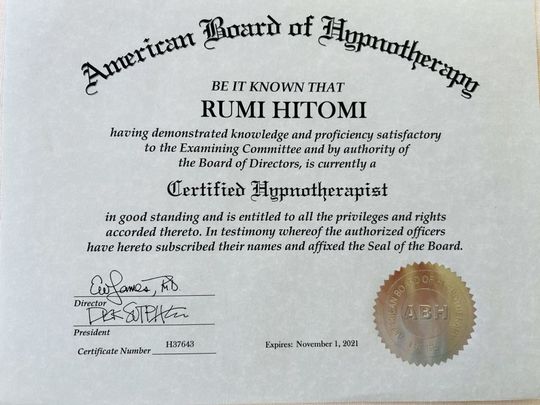 American Board of Hypnotherapy
BE IT KNOWN THAT
RUMI HITOMI
having demonstrated knowledge and proficiency satisfactory
to the Examining Committee and by authority of
the Board of Directors, is currently a
Certified Hypnotherapist
in good standing and is entitled to all the privileges and rights
accorded thereto. In testimony whereof the authorized officers
have hereto subscribed their names and affixed the Seal of the Board.
Director
President
Certificate Number H37643
Expires: November 1, 2021
ABH